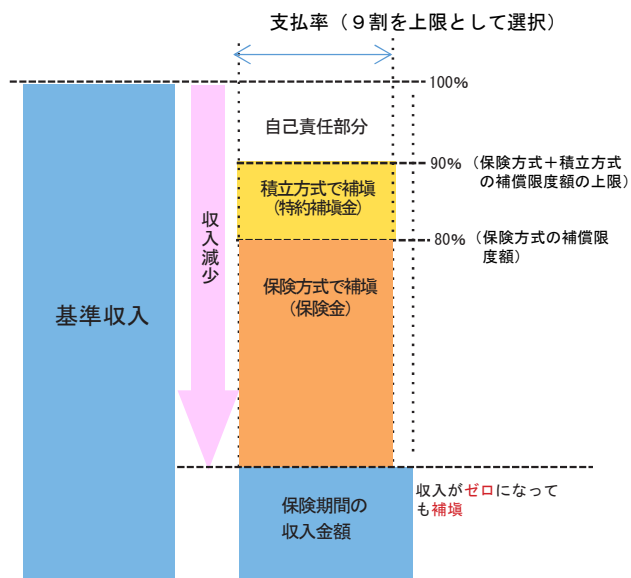 支払率（９割を上限として選択）
100%
自己責任部分
90%（保険方式＋積立方式
の補償限度額の上限）
積立方式で補塡
（特約補塡金）
80%（保険方式の補償限
度額）
収入減少
保険方式で補塡
（保険金）
基準収入
収入がゼロになって
も補塡
保険期間の
収入金額